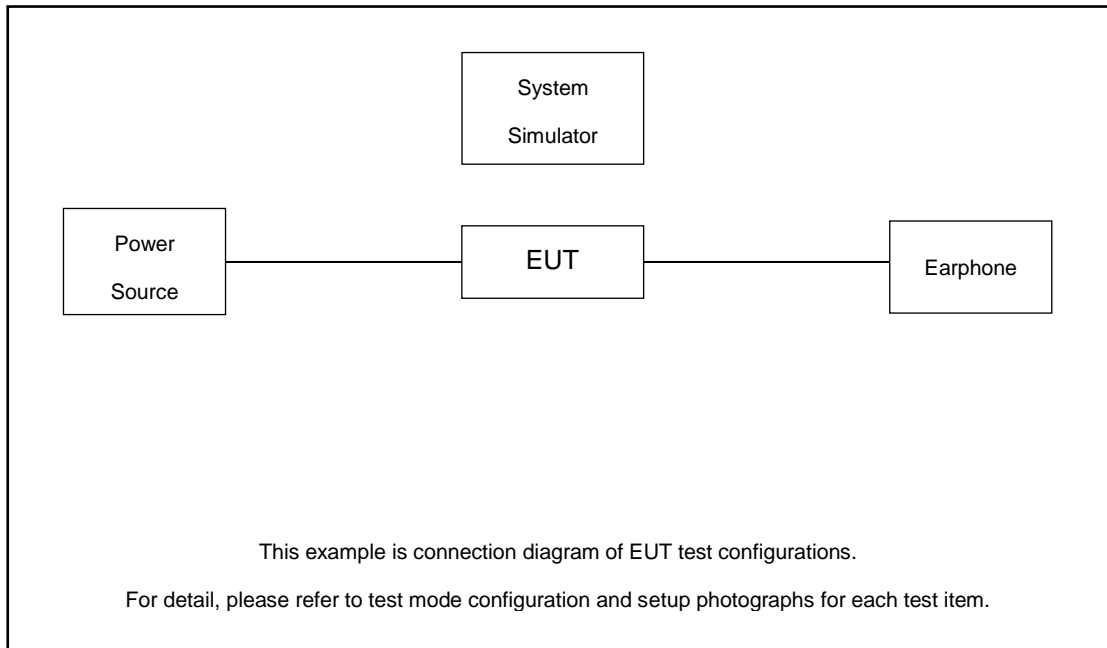 System
Simulator
Power
Source
EUT
Earphone
This example is connection diagram of EUT test configurations.
For detail, please refer to test mode configuration and setup photographs for each test item.